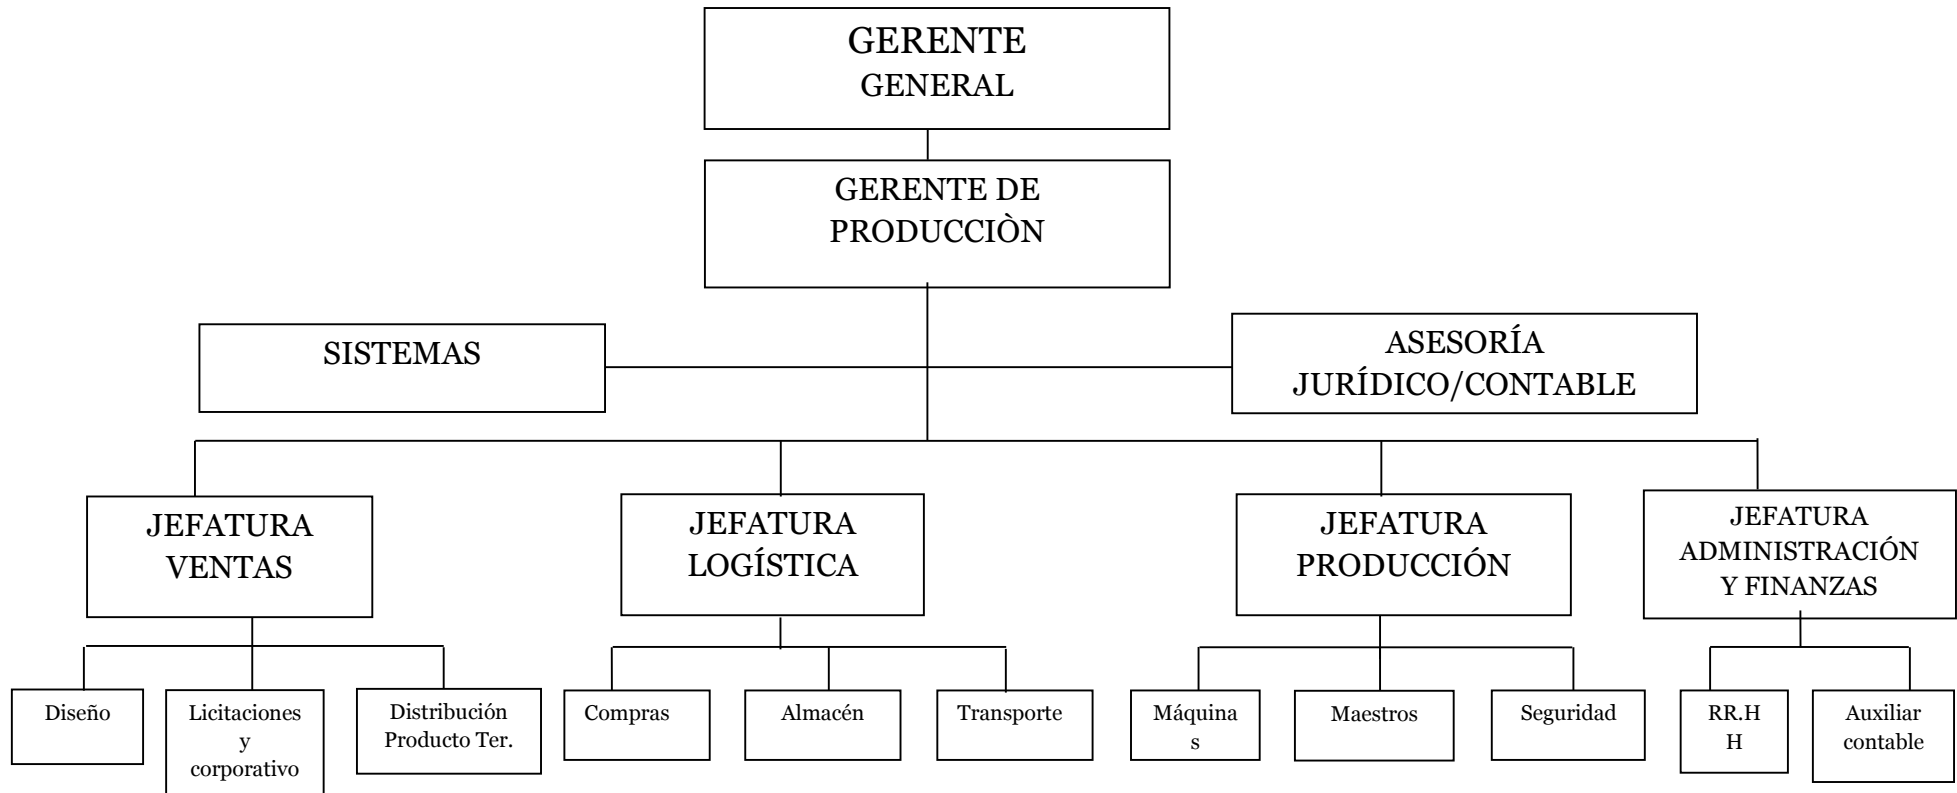 GERENTE
GENERAL
GERENTE DE
PRODUCCIÒN
SISTEMAS
ASESORÍA
JURÍDICO/CONTABLE
JEFATURA
VENTAS
JEFATURA
LOGÍSTICA
JEFATURA
PRODUCCIÓN
JEFATURA
ADMINISTRACIÓN
Y FINANZAS
Diseño
Licitaciones
y
corporativo
Distribución
Producto Ter.
Compras
Almacén
Transporte
Máquina
s
Maestros
Seguridad
RR.H
H
Auxiliar
contable